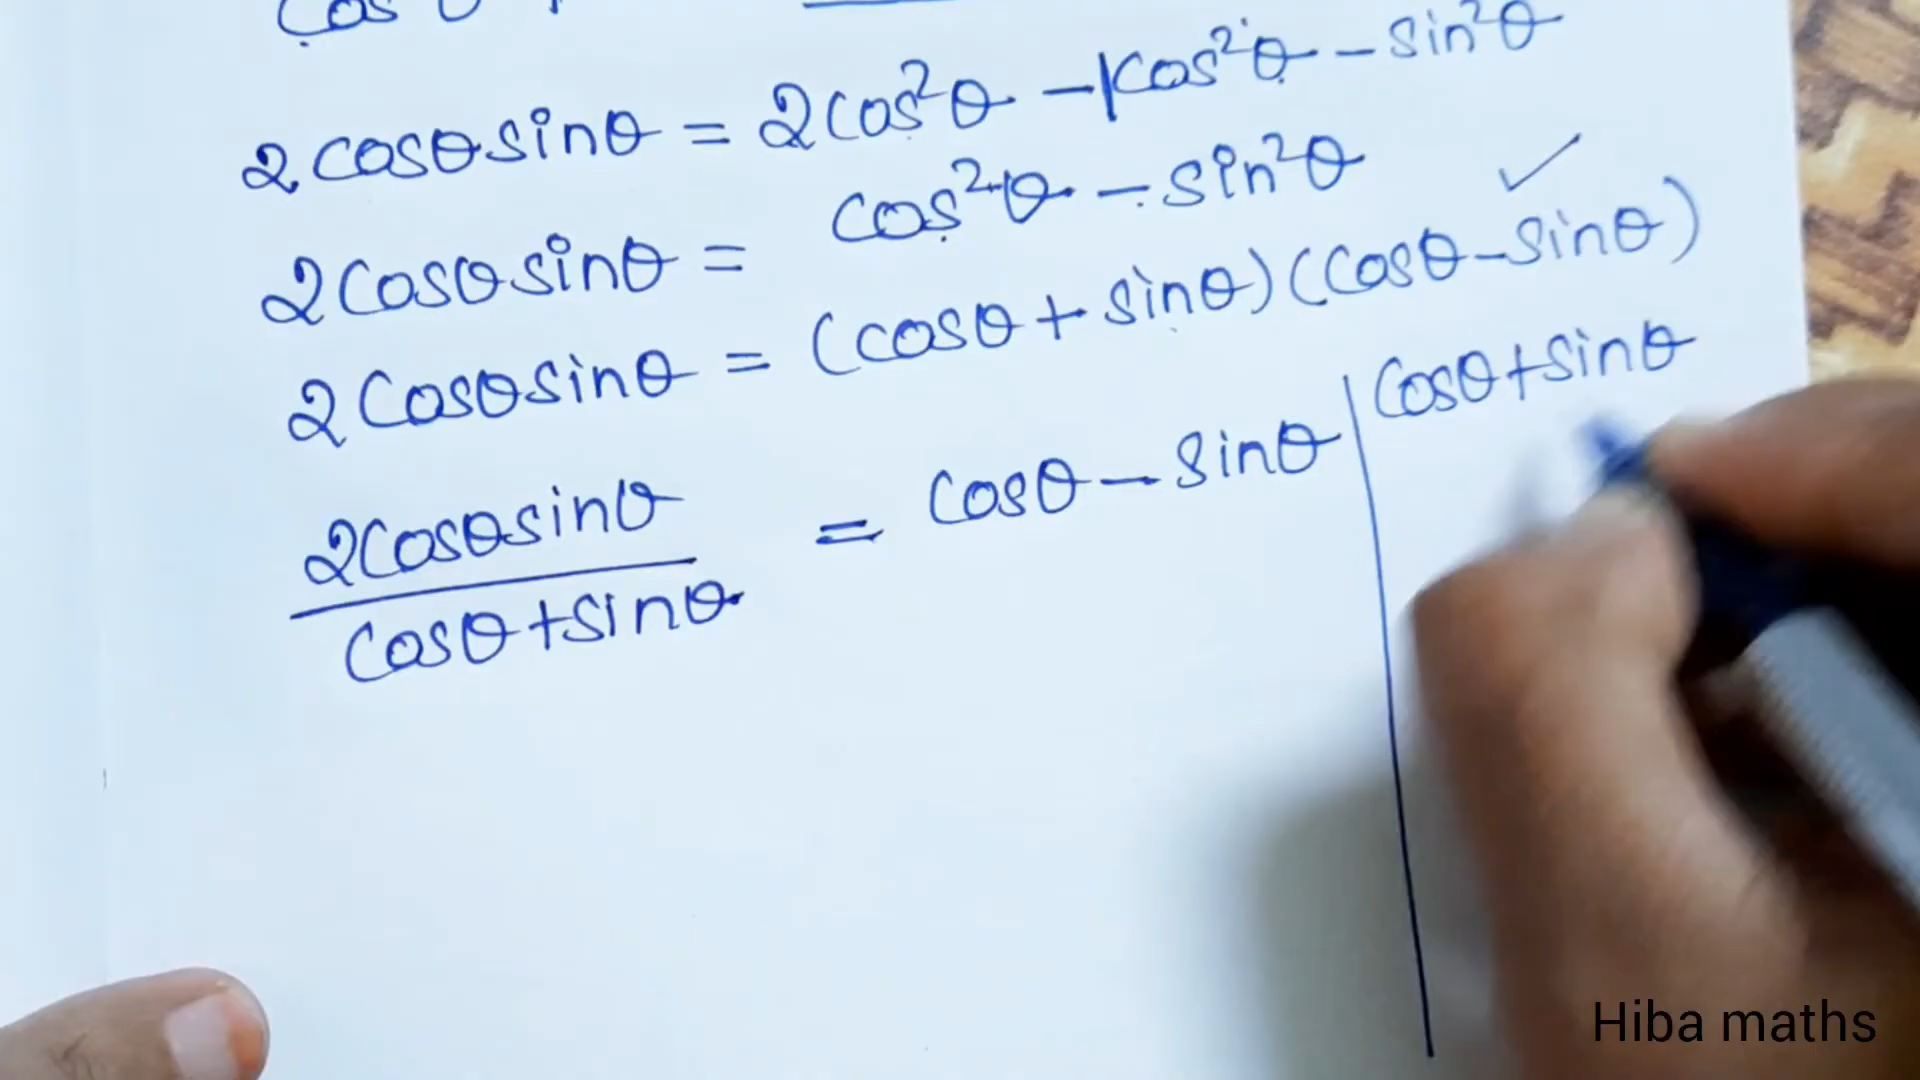 2cosθsinθ = 2cos²θ - cos²θ - sin²θ
2cosθsinθ = cos²θ - sin²θ
2cosθsinθ = (cosθ + sinθ)(cosθ - sinθ)
2cosθsinθ
cosθ+sinθ
= cosθ - sinθ
cosθ+sinθ
Hiba maths